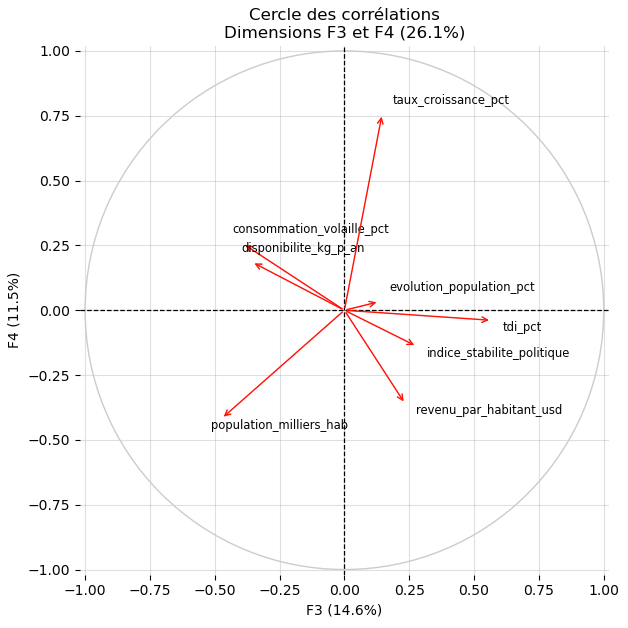 Cercle des corrélations
Dimensions F3 et F4 (26.1%)
1.00
0.75
0.50
0.25
0.00
−0.25
−0.50
−0.75
−1.00
F4 (11.5%)
taux_croissance_pct
consommation_volaille_pct
disponibilite_kg_p_an
evolution_population_pct
tdi_pct
indice_stabilite_politique
revenu_par_habitant_usd
population_milliers_hab
−1.00 −0.75 −0.50 −0.25 0.00 0.25 0.50 0.75 1.00
F3 (14.6%)